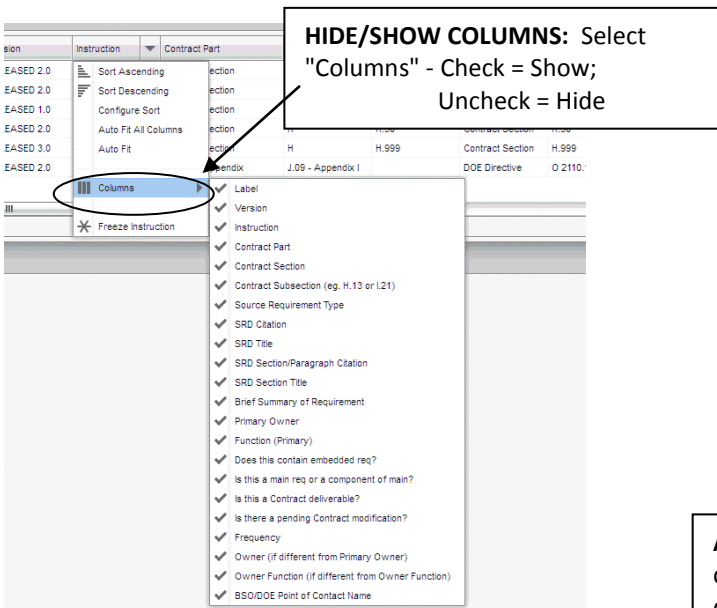 HIDE/SHOW COLUMNS: Select
"Columns" - Check = Show;
Uncheck = Hide
sion Instruction Contract Part
EASED 2.0 Sort Ascending ection
EASED 2.0 Sort Descending ection
EASED 1.0 Configure Sort ection
EASED 2.0 Auto Fit All Columns ection H H.98 Contract Section H.98
EASED 3.0 Auto Fit ection H H.999 Contract Section H.999
EASED 2.0 pendix J.09 - Appendix I DOE Directive O 2110.
Columns
Freeze Instruction
Label
Version
Instruction
Contract Part
Contract Section
Contract Subsection (eg. H.13 or I.21)
Source Requirement Type
SRD Citation
SRD Title
SRD Section/Paragraph Citation
SRD Section Title
Brief Summary of Requirement
Primary Owner
Function (Primary)
Does this contain embedded req?
Is this a main req or a component of main?
Is this a Contract deliverable?
Is there a pending Contract modification?
Frequency
Owner (if different from Primary Owner)
Owner Function (if different from Owner Function)
BSO/DOE Point of Contact Name
A